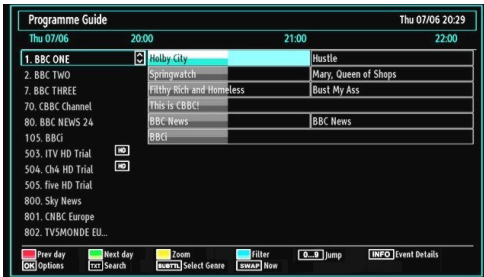 Programme Guide Thu 07/06 20:29
Thu 07/06 20:00 21:00 22:00
1. BBC ONE Holby City Hustle
2. BBC TWO Springwatch Mary, Queen of Shops
7. BBC THREE Filthy Rich and Homeless Bust My Ass
70. CBBC Channel This is CBBC!
80. BBC NEWS 24 BBC News BBC News
105. BBCi BBCi
503. ITV HD Trial HD
504. Ch4 HD Trial HD
505. five HD Trial
800. Sky News
801. CNBC Europe
802. TV5MONDE EU...
Prev day Next day Zoom Filter 0...9 Jump INFO Event Details
OK Options TXT Search SUBTTL Select Genre SWAP Now